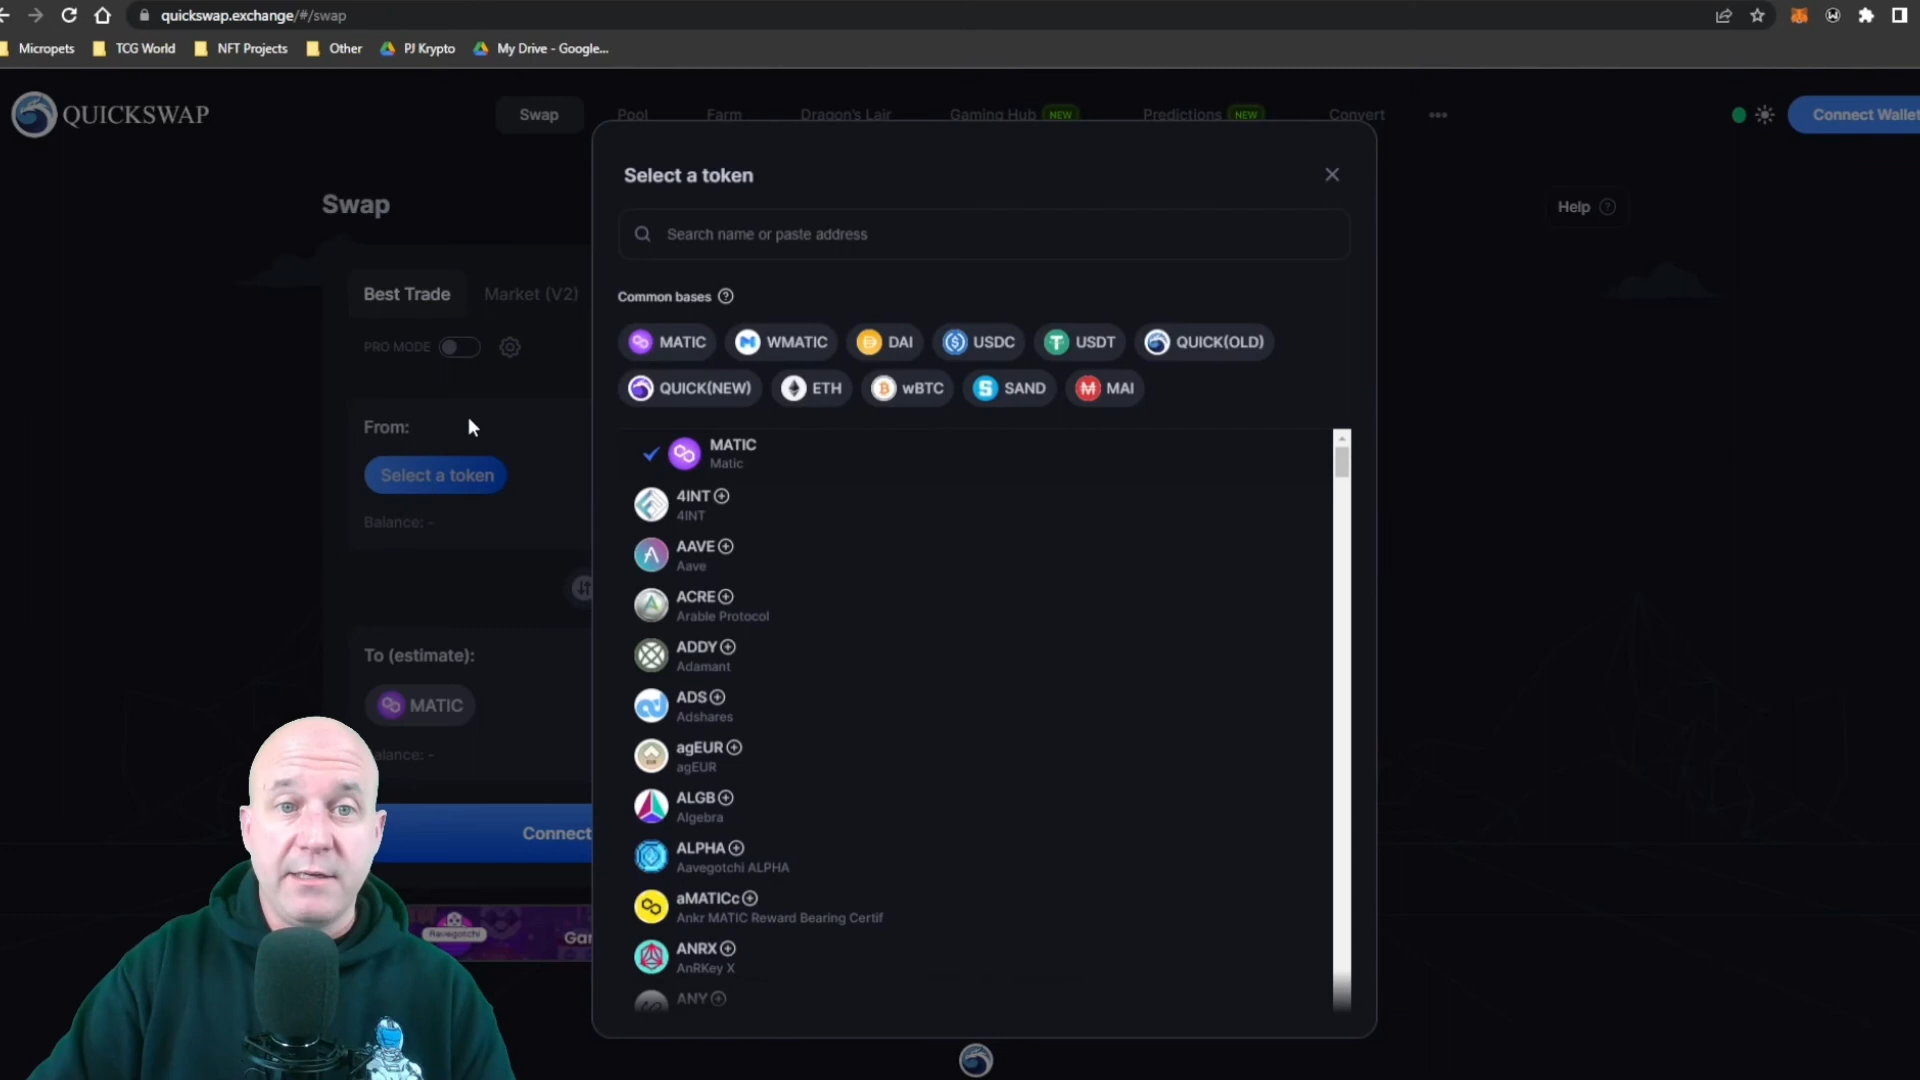 quickswap.exchange/#/swap
Micropets TCG World NFT Projects Other PJ Krypto My Drive - Google...
QUICKSWAP
Swap Pool Farm Dragon's Lair Gaming Hub NEW Predictions NEW Convert
Connect Wallet
Select a token
Swap
Help
Search name or paste address
Best Trade Market (V2)
Common bases
PRO MODE
MATIC WMATIC DAI USDC USDT QUICK(OLD)
QUICK(NEW) ETH wBTC SAND MAI
From:
Select a token
Balance: -
To (estimate):
MATIC
alance: -
Connect
Aavegotchi
Gar
MATIC
Matic
4INT
4INT
AAVE
Aave
ACRE
Arable Protocol
ADDY
Adamant
ADS
Adshares
agEUR
agEUR
ALGB
Algebra
ALPHA
Aavegotchi ALPHA
aMATICc
Ankr MATIC Reward Bearing Certif
ANRX
AnRKey X
ANY